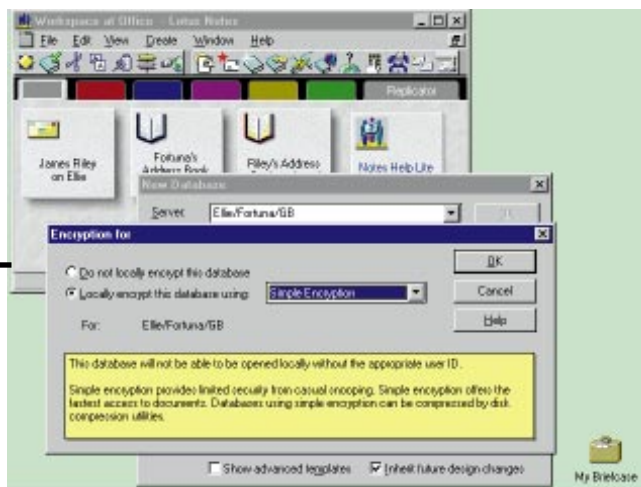 Workspace at Office - Lotus Notes
File Edit View Create Window Help
Replicator
James Riley
on Ellie
Fortuna's
Address Book
Riley's Address
Notes Help Lite
New Database
Server: Ellie/Fortuna/GB
Encryption for
Do not locally encrypt this database
OK
Locally encrypt this database using: Simple Encryption
Cancel
For: Ellie/Fortuna/GB
Help
This database will not be able to be opened locally without the appropriate user ID.
Simple encryption provides limited security from casual snooping. Simple encryption offers the
fastest access to documents. Databases using simple encryption can be compressed by disk
compression utilities.
Show advanced templates Inherit future design changes
My Briefcase